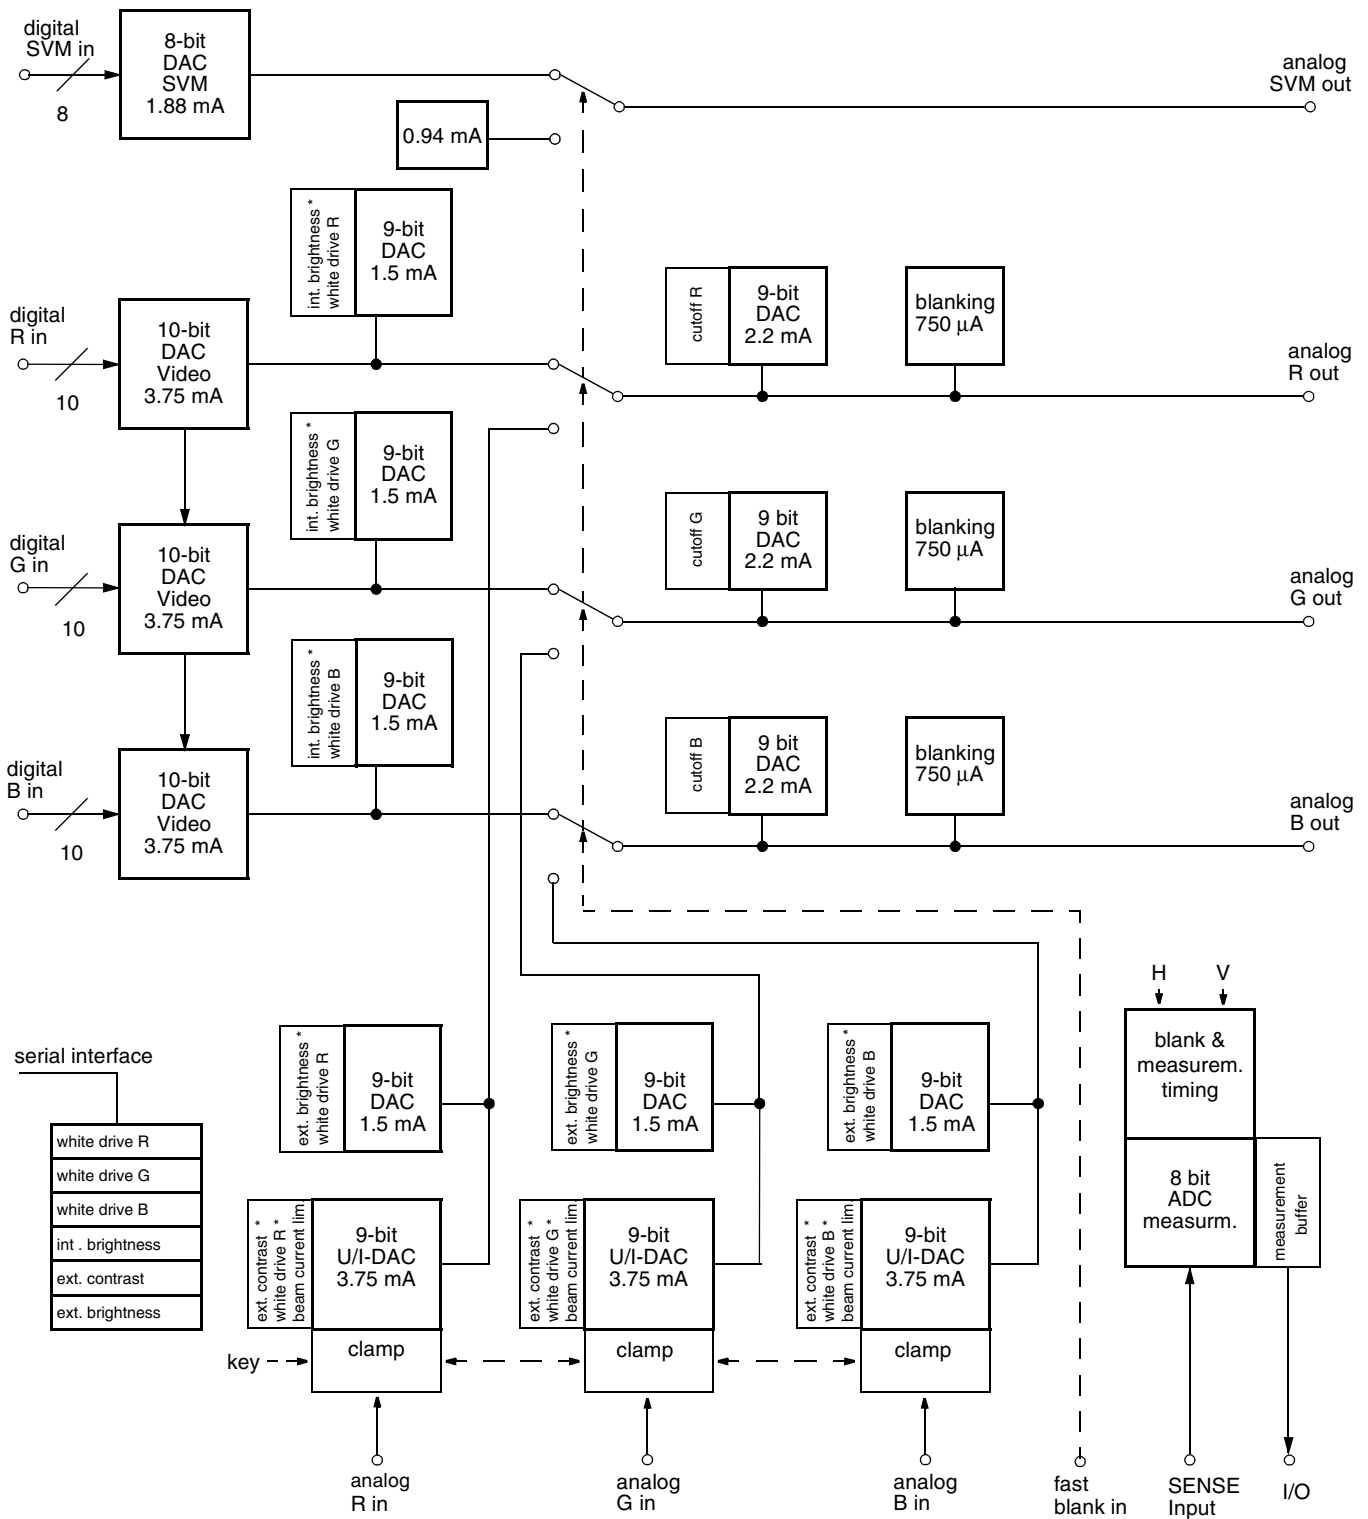 digital
SVM in
8
8-bit
DAC
SVM
1.88 mA
0.94 mA
analog
SVM out
int. brightness *
white drive R
9-bit
DAC
1.5 mA
digital
R in
10
10-bit
DAC
Video
3.75 mA
cutoff R
9-bit
DAC
2.2 mA
blanking
750 µA
analog
R out
int. brightness *
white drive G
9-bit
DAC
1.5 mA
digital
G in
10
10-bit
DAC
Video
3.75 mA
cutoff G
9 bit
DAC
2.2 mA
blanking
750 µA
analog
G out
int. brightness *
white drive B
9-bit
DAC
1.5 mA
digital
B in
10
10-bit
DAC
Video
3.75 mA
cutoff B
9 bit
DAC
2.2 mA
blanking
750 µA
analog
B out
serial interface
white drive R
white drive G
white drive B
int . brightness
ext. contrast
ext. brightness
ext. brightness *
white drive R
9-bit
DAC
1.5 mA
ext. brightness *
white drive G
9-bit
DAC
1.5 mA
ext. brightness *
white drive B
9-bit
DAC
1.5 mA
ext. contrast *
white drive R *
beam current lim.
9-bit
U/I-DAC
3.75 mA
clamp
ext. contrast *
white drive G *
beam current lim.
9-bit
U/I-DAC
3.75 mA
clamp
ext. contrast *
white drive B *
beam current lim.
9-bit
U/I-DAC
3.75 mA
clamp
key
analog
R in
analog
G in
analog
B in
fast
blank in
H
V
blank &
measurem.
timing
8 bit
ADC
measurm.
measurement
buffer
SENSE
Input
I/O